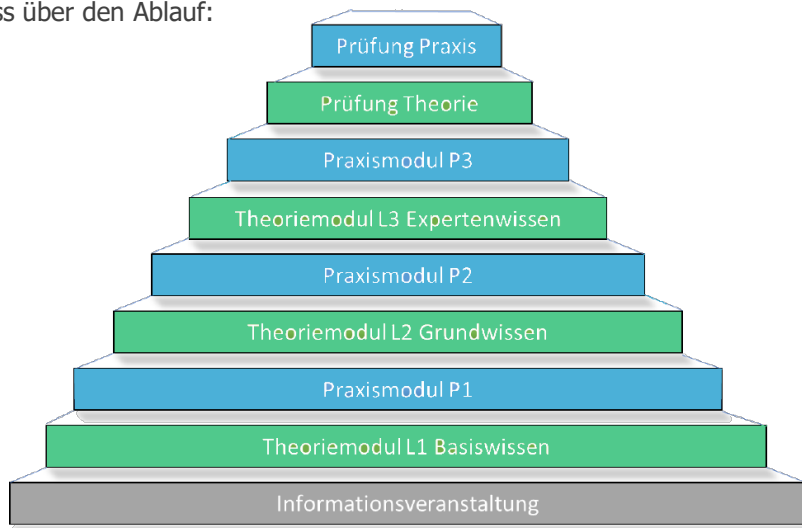 ss über den Ablauf:
Prüfung Praxis
Prüfung Theorie
Praxismodul P3
Theoriemodul L3 Expertenwissen
Praxismodul P2
Theoriemodul L2 Grundwissen
Praxismodul P1
Theoriemodul L1 Basiswissen
Informationsveranstaltung